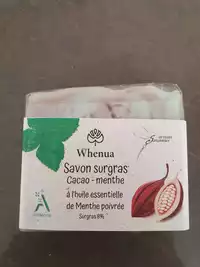 Whenua
Savon surgras
Cacao - menthe
à l'huile essentielle
de Menthe poivrée
Surgras 8%